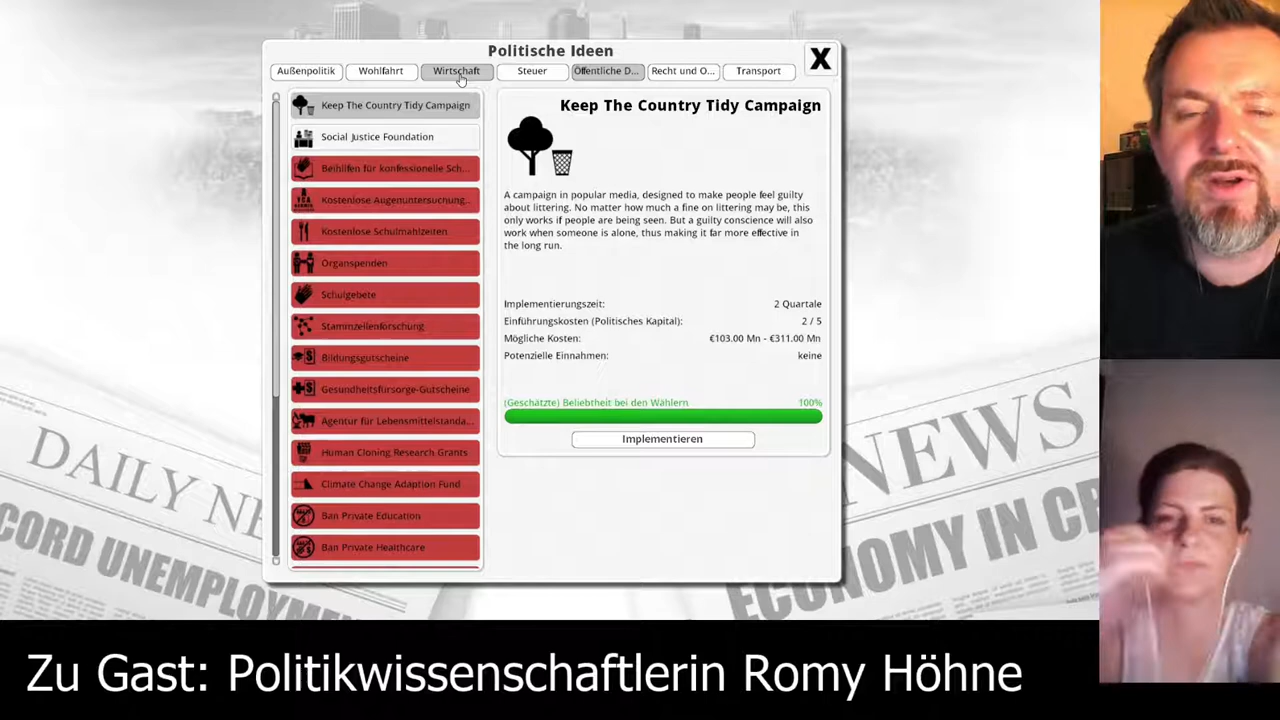 Politische Ideen
X
Außenpolitik
Wohlfahrt
Wirtschaft
Steuer
Öffentliche D...
Recht und O...
Transport
Keep The Country Tidy Campaign
Social Justice Foundation
Beihilfen für konfessionelle Sch...
Kostenlose Augenuntersuchung...
Kostenlose Schulmahlzeiten
Organspenden
Schulgebete
Stammzellenforschung
Bildungsgutscheine
Gesundheitsfürsorge-Gutscheine
Agentur für Lebensmittelstanda...
Human Cloning Research Grants
Climate Change Adaption Fund
Ban Private Education
Ban Private Healthcare
Keep The Country Tidy Campaign
A campaign in popular media, designed to make people feel guilty
about littering. No matter how much a fine on littering may be, this
only works if people are being seen. But a guilty conscience will also
work when someone is alone, thus making it far more effective in
the long run.
Implementierungszeit: 2 Quartale
Einführungskosten (Politisches Kapital): 2 / 5
Mögliche Kosten: €103.00 Mn - €311.00 Mn
Potenzielle Einnahmen: keine
(Geschätzte) Beliebtheit bei den Wählern 100%
Implementieren
DAILY NE
CORD UNEMPLOYME
NEWS
ECONOMY IN CR
Zu Gast: Politikwissenschaftlerin Romy Höhne